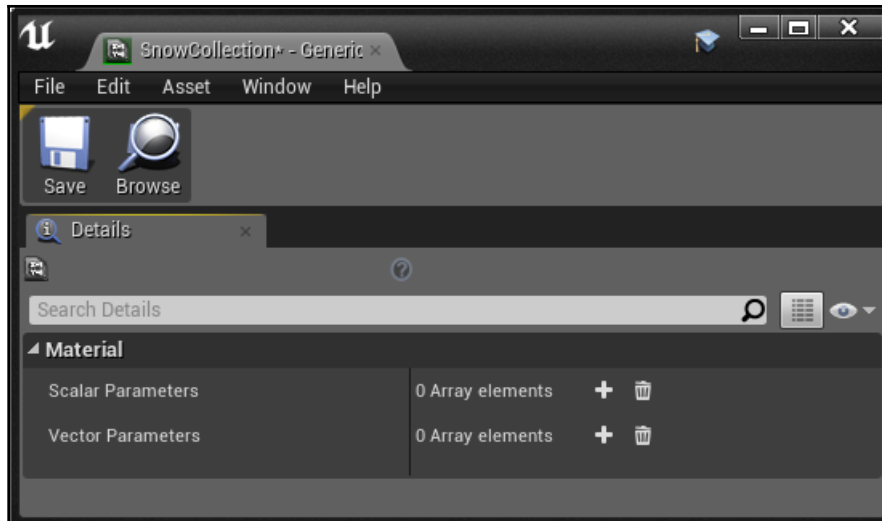 SnowCollection* - Generic
File Edit Asset Window Help
Save Browse
Details
Search Details
Material
Scalar Parameters 0 Array elements
Vector Parameters 0 Array elements